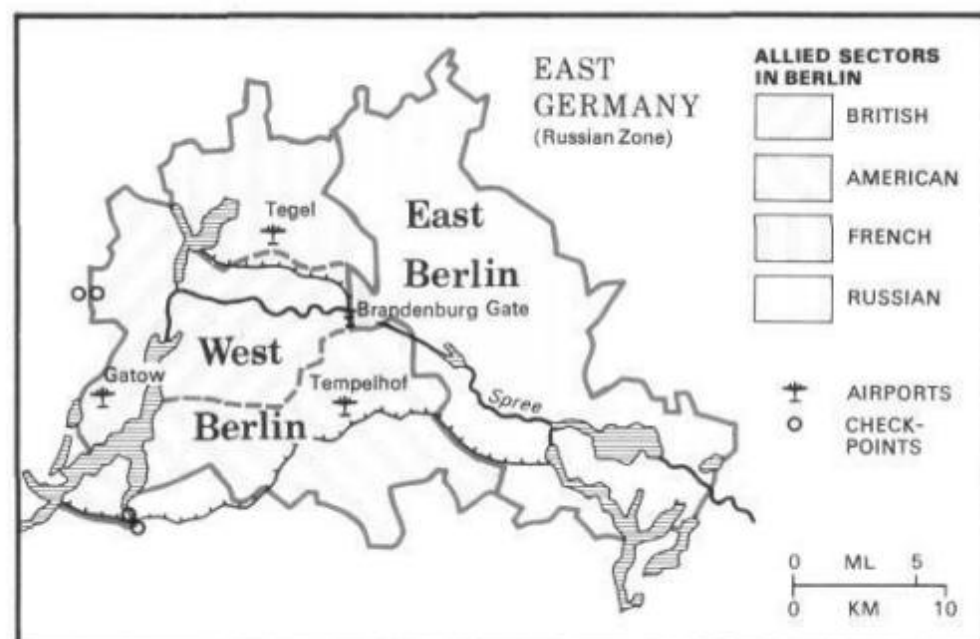 EAST
GERMANY
(Russian Zone)
ALLIED SECTORS
IN BERLIN
BRITISH
AMERICAN
FRENCH
RUSSIAN
Tegel
East
Berlin
Brandenburg Gate
West
Berlin
Gatow
Tempelhof
Spree
AIRPORTS
CHECK-
POINTS
0 ML 5
0 KM 10